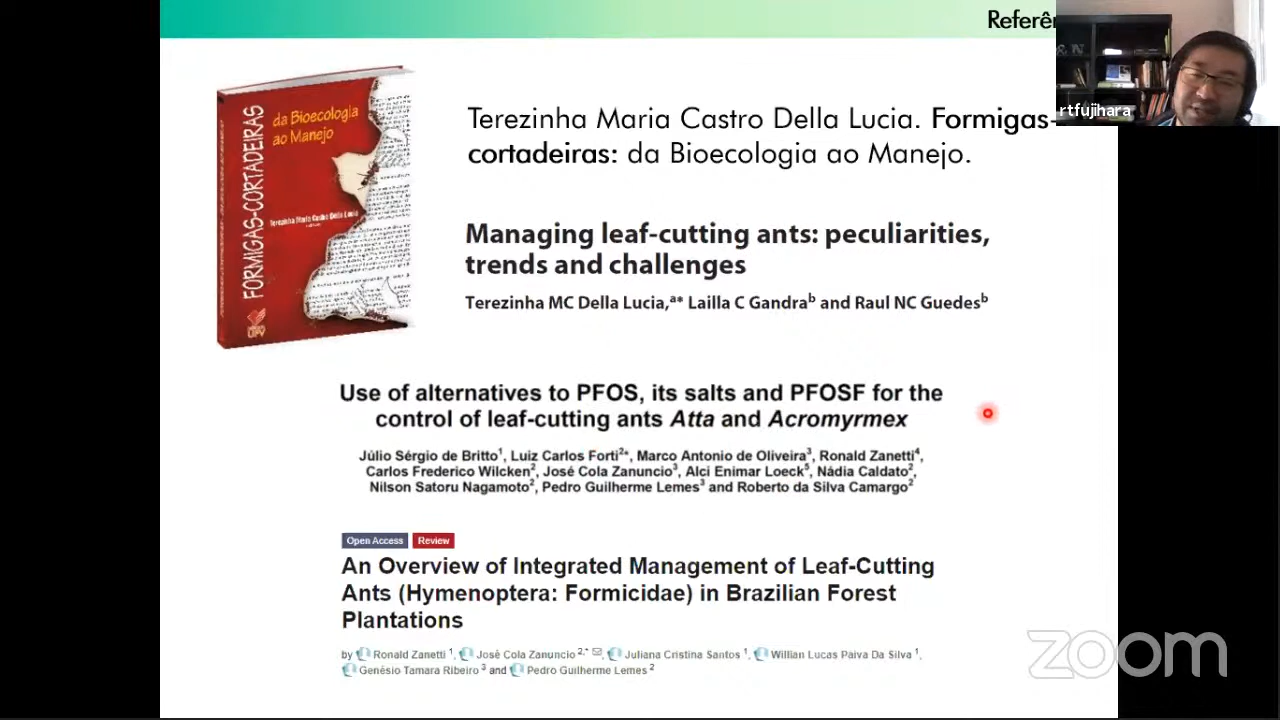 Referên
rtfujihara
FORMIGAS-CORTADEIRAS
da Bioecologia
ao Manejo
Terezinha Maria Castro Della Lucia
Terezinha Maria Castro Della Lucia. Formigas-
cortadeiras: da Bioecologia ao Manejo.
Managing leaf-cutting ants: peculiarities,
trends and challenges
Terezinha MC Della Lucia,a* Lailla C Gandrab and Raul NC Guedesb
Use of alternatives to PFOS, its salts and PFOSF for the
control of leaf-cutting ants Atta and Acromyrmex
Júlio Sérgio de Britto1, Luiz Carlos Forti2*, Marco Antonio de Oliveira3, Ronald Zanetti4,
Carlos Frederico Wilcken2, José Cola Zanuncio3, Alci Enimar Loeck5, Nádia Caldato2,
Nilson Satoru Nagamoto2, Pedro Guilherme Lemes3 and Roberto da Silva Camargo2
Open Access Review
An Overview of Integrated Management of Leaf-Cutting
Ants (Hymenoptera: Formicidae) in Brazilian Forest
Plantations
by Ronald Zanetti 1, José Cola Zanuncio 2,*, Juliana Cristina Santos 1, Willian Lucas Paiva Da Silva 1,
Genésio Tamara Ribeiro 3 and Pedro Guilherme Lemes 2
zoom